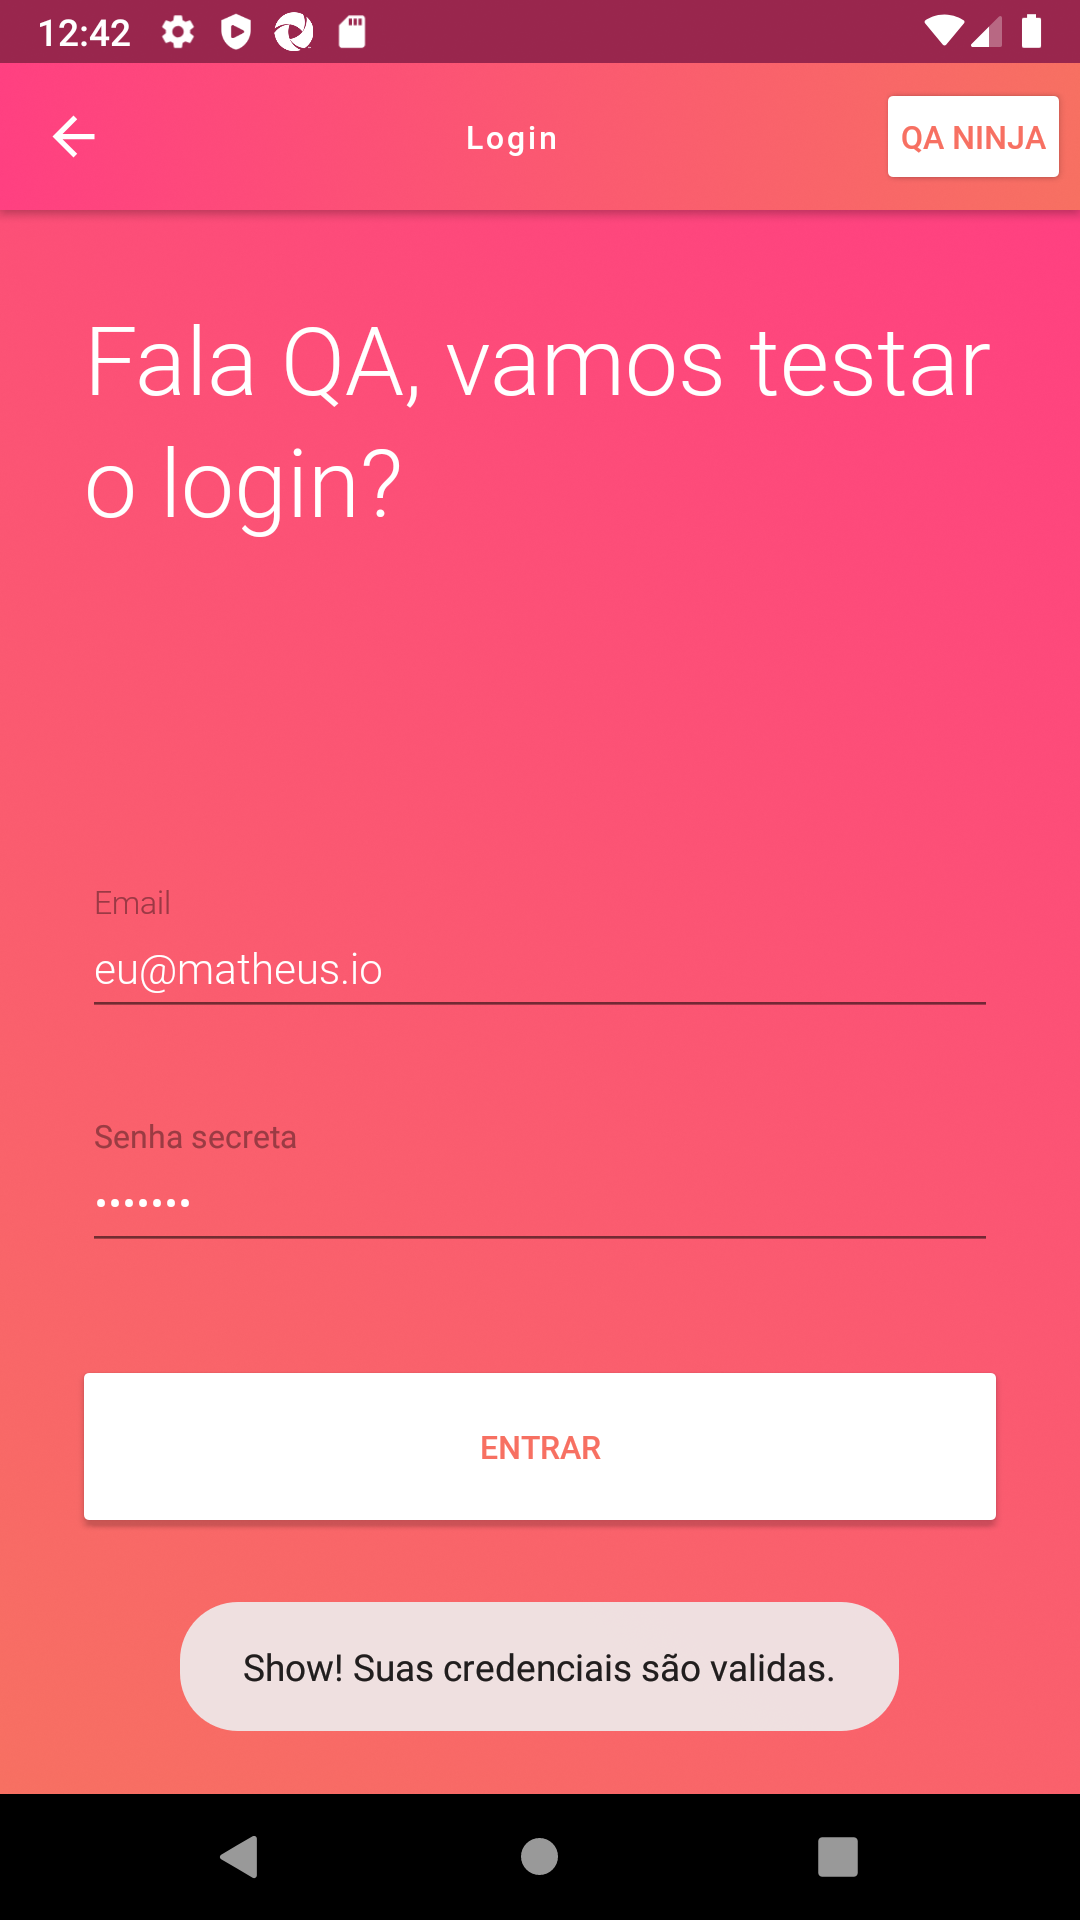 12:42
Login
QA NINJA
Fala QA, vamos testar
o login?
Email
eu@matheus.io
Senha secreta
•••••••
ENTRAR
Show! Suas credenciais são validas.